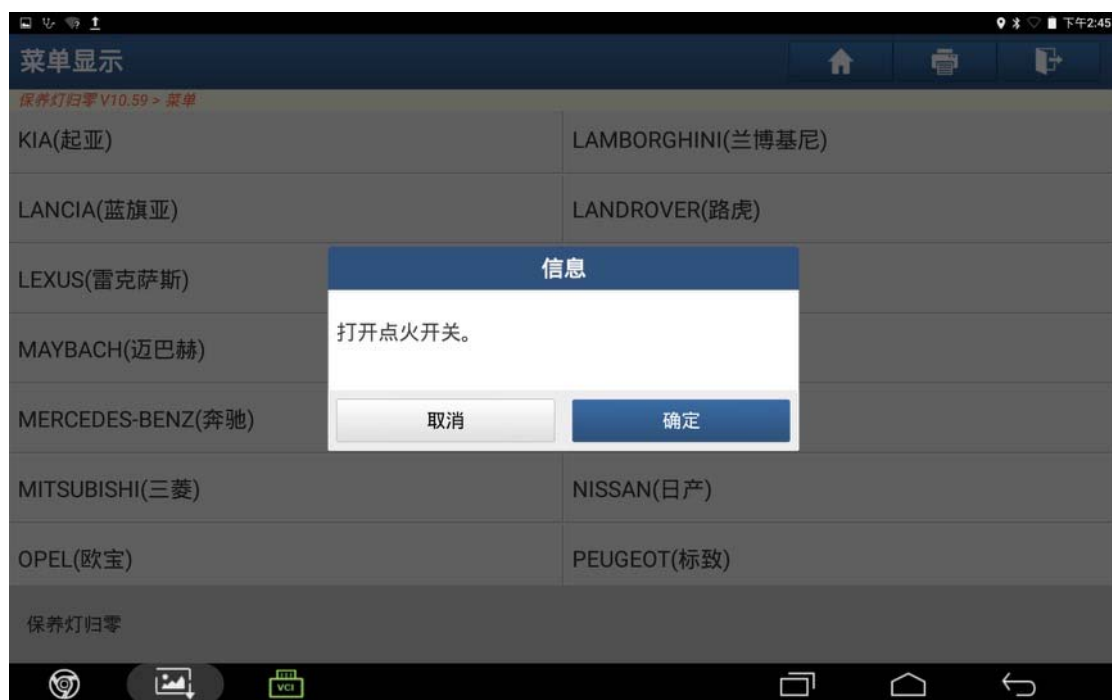 下午2:45
菜单显示
保养灯归零 V10.59 > 菜单
KIA(起亚)
LAMBORGHINI(兰博基尼)
LANCIA(蓝旗亚)
LANDROVER(路虎)
LEXUS(雷克萨斯)
信息
打开点火开关。
MAYBACH(迈巴赫)
MERCEDES-BENZ(奔驰)
取消
确定
MITSUBISHI(三菱)
NISSAN(日产)
OPEL(欧宝)
PEUGEOT(标致)
保养灯归零
VCI